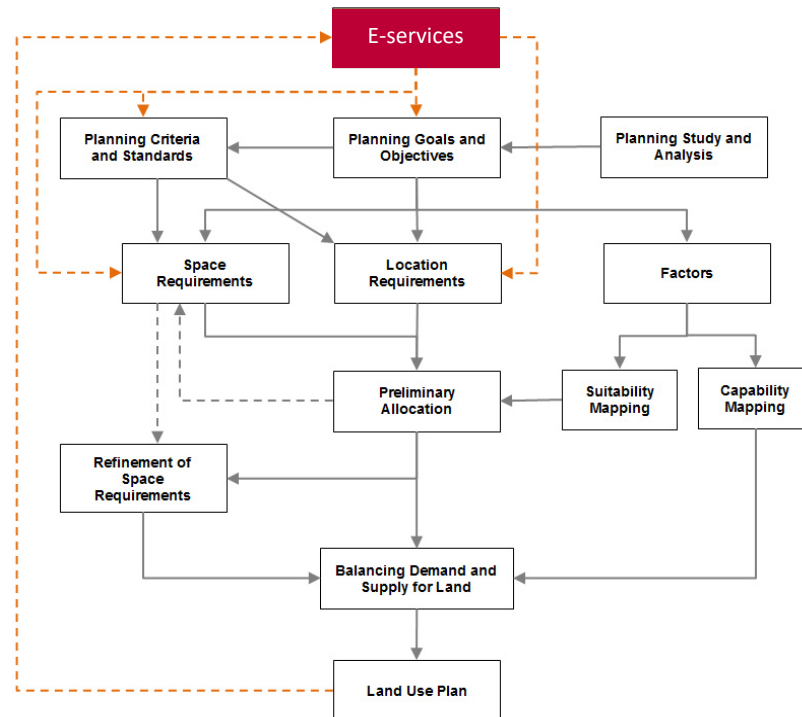 E-services
Planning Criteria
and Standards
Planning Goals and
Objectives
Planning Study and
Analysis
Space
Requirements
Location
Requirements
Factors
Preliminary
Allocation
Suitability
Mapping
Capability
Mapping
Refinement of
Space
Requirements
Balancing Demand and
Supply for Land
Land Use Plan